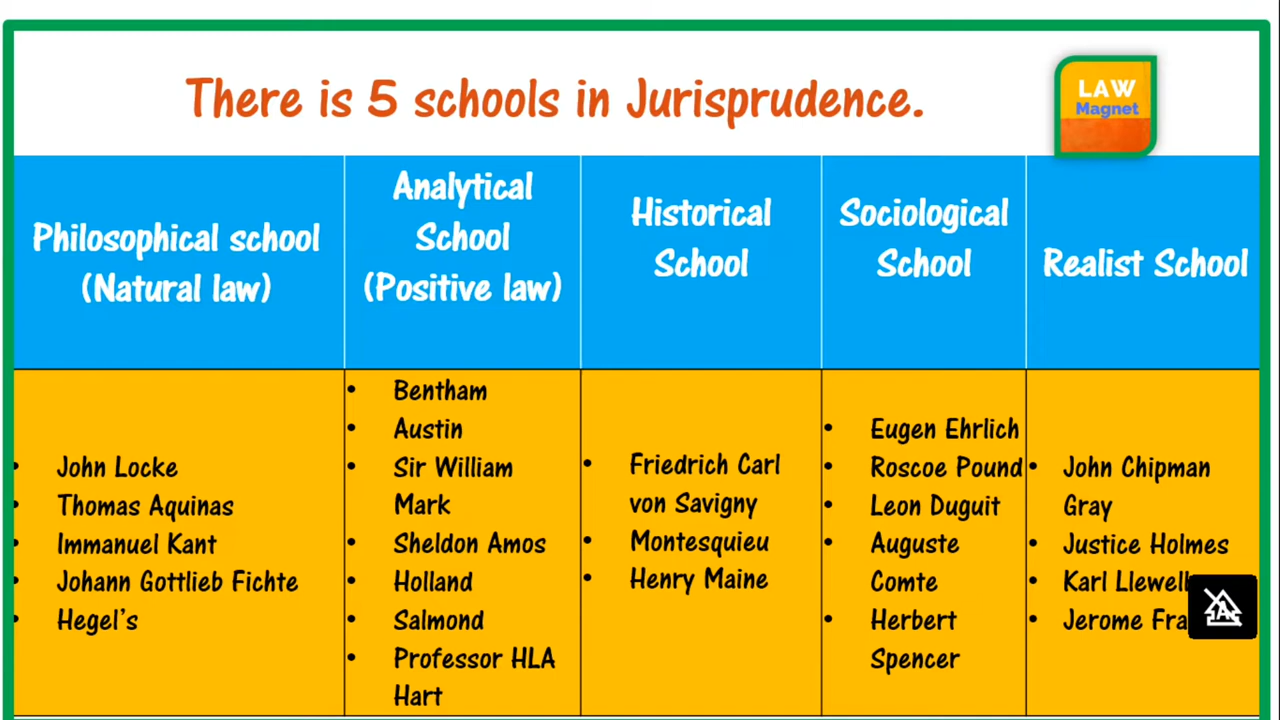 There is 5 schools in Jurisprudence.
LAW
Magnet
Philosophical school
(Natural law)
Analytical
School
(Positive law)
Historical
School
Sociological
School
Realist School
• John Locke
• Thomas Aquinas
• Immanuel Kant
• Johann Gottlieb Fichte
• Hegel's
• Bentham
• Austin
• Sir William
Mark
• Sheldon Amos
• Holland
• Salmond
• Professor HLA
Hart
• Friedrich Carl
von Savigny
• Montesquieu
• Henry Maine
• Eugen Ehrlich
• Roscoe Pound
• Leon Duguit
• Auguste
Comte
• Herbert
Spencer
• John Chipman
Gray
• Justice Holmes
• Karl
• Jerome